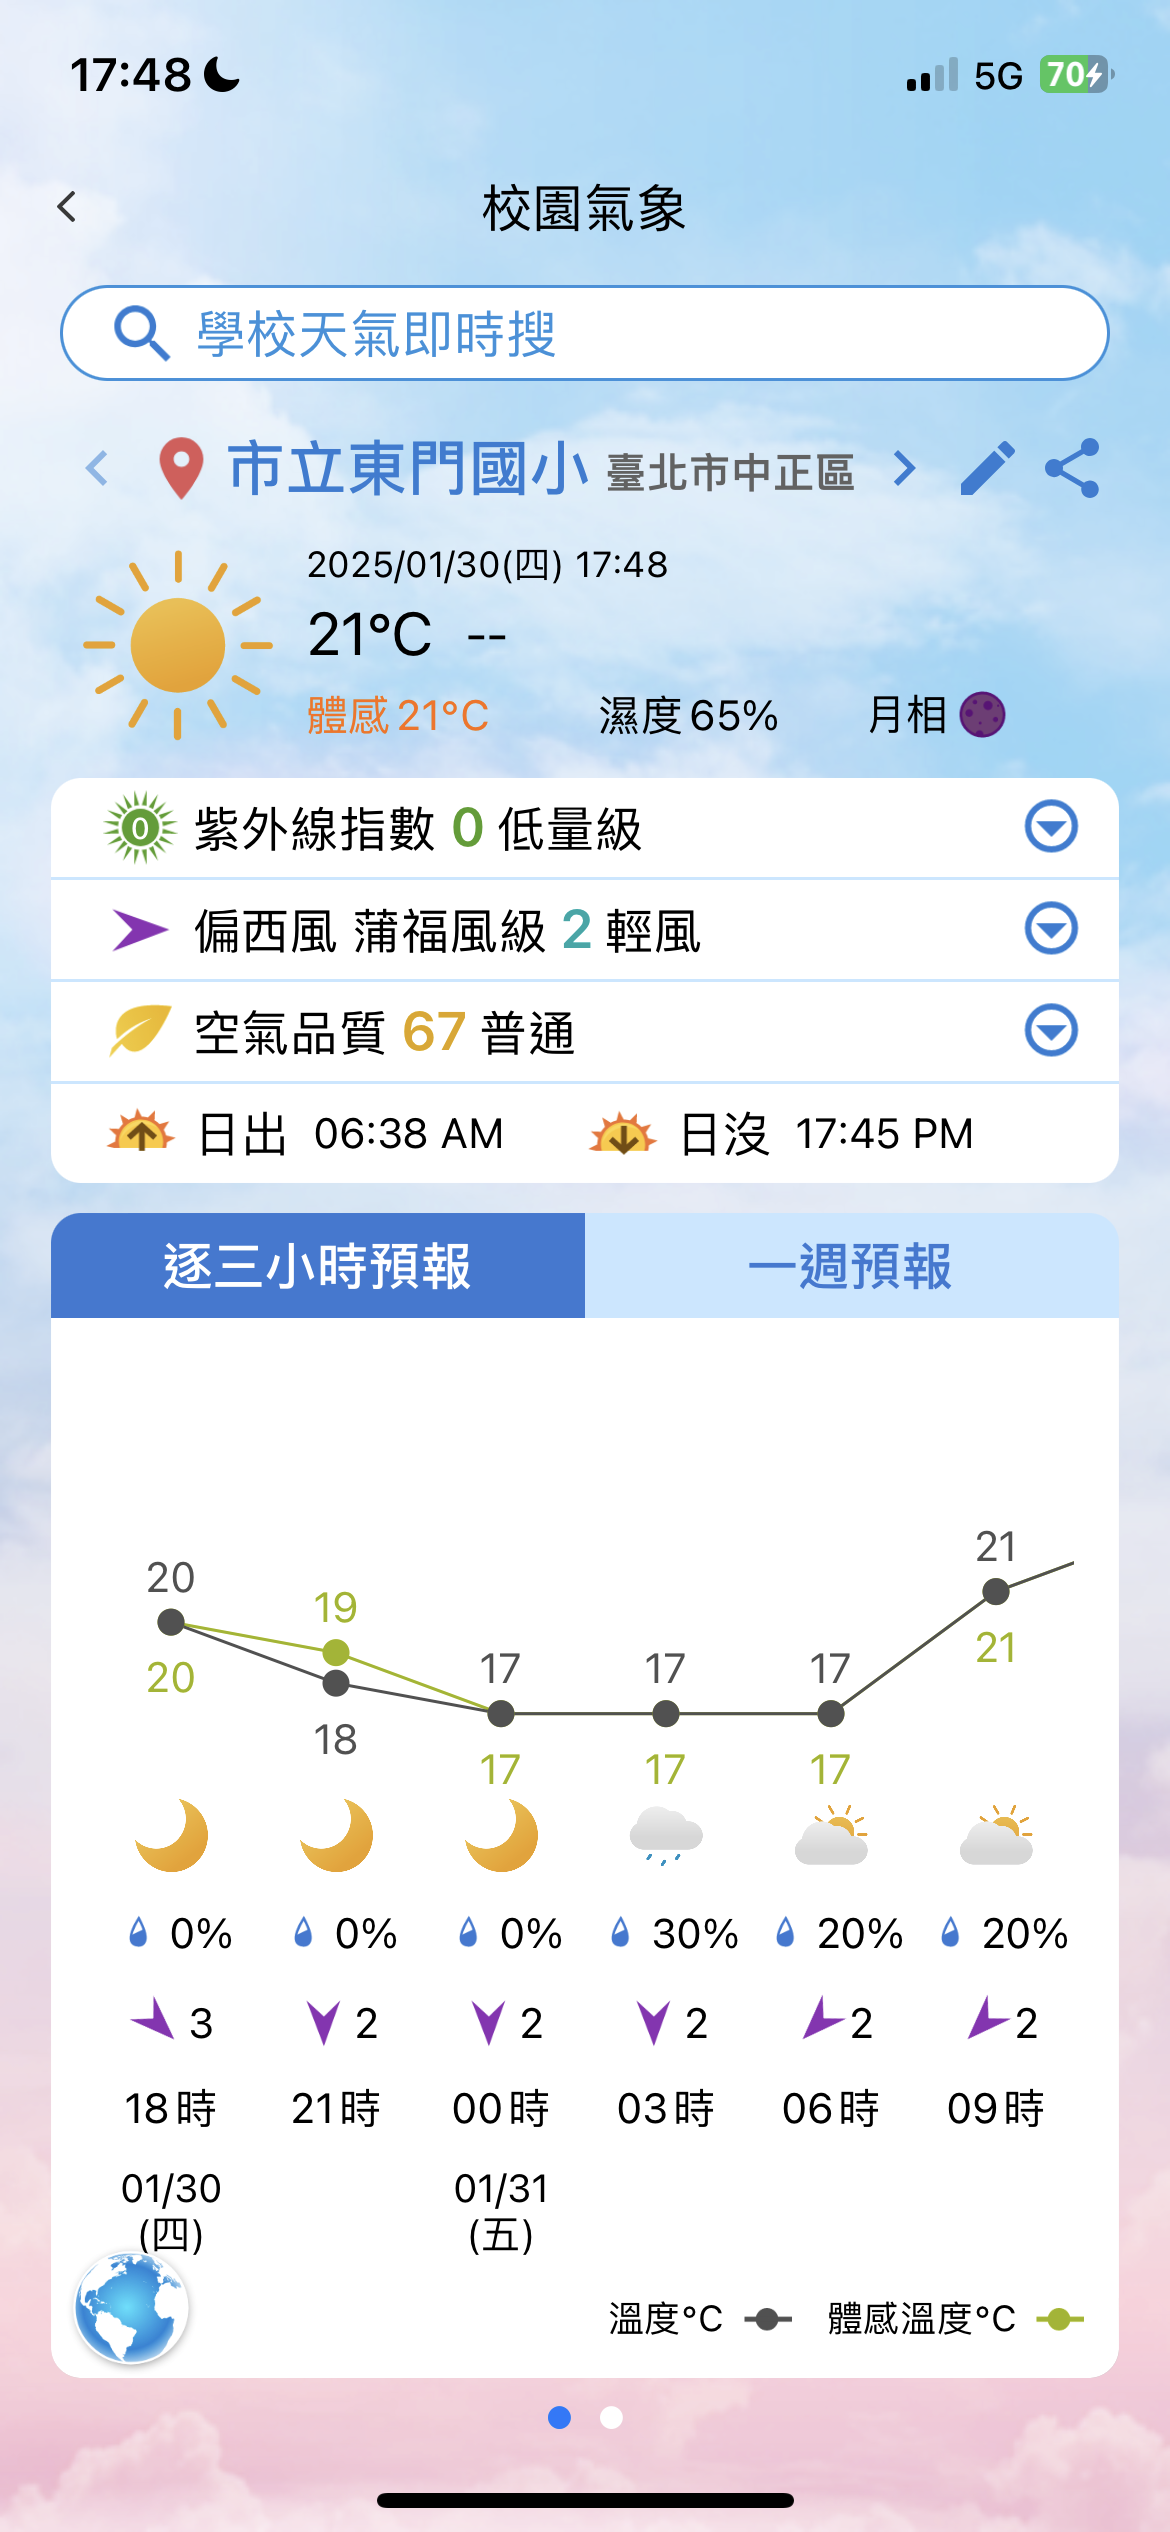 17:48 5G 70
校園氣象
學校天氣即時搜
市立東門國小 臺北市中正區
2025/01/30(四) 17:48
21°C --
體感 21°C 濕度 65% 月相
0 紫外線指數 0 低量級
偏西風 蒲福風級 2 輕風
空氣品質 67 普通
日出 06:38 AM 日沒 17:45 PM
逐三小時預報 一週預報
20 19 17 17 17 21
20 18 17 17 17 21
0% 0% 0% 30% 20% 20%
3 2 2 2 2 2
18時 21時 00時 03時 06時 09時
01/30 01/31
(四) (五)
溫度°C 體感溫度°C